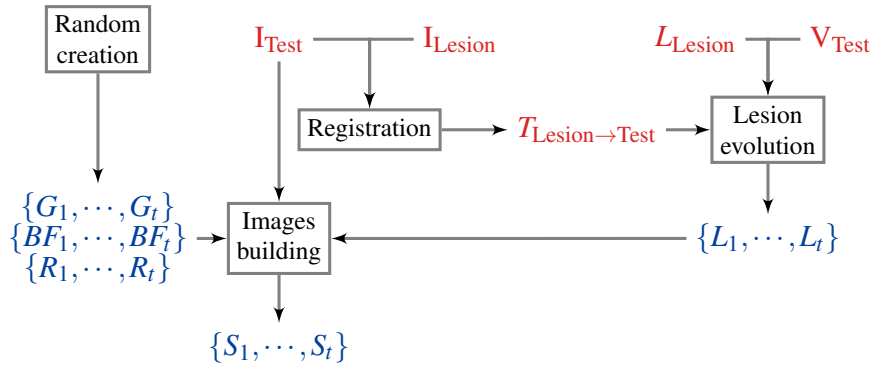 Random
creation
I_Test
I_Lesion
L_Lesion
V_Test
Registration
T_Lesion→Test
Lesion
evolution
{G_1, ⋯, G_t}
{BF_1, ⋯, BF_t}
{R_1, ⋯, R_t}
Images
building
{L_1, ⋯, L_t}
{S_1, ⋯, S_t}